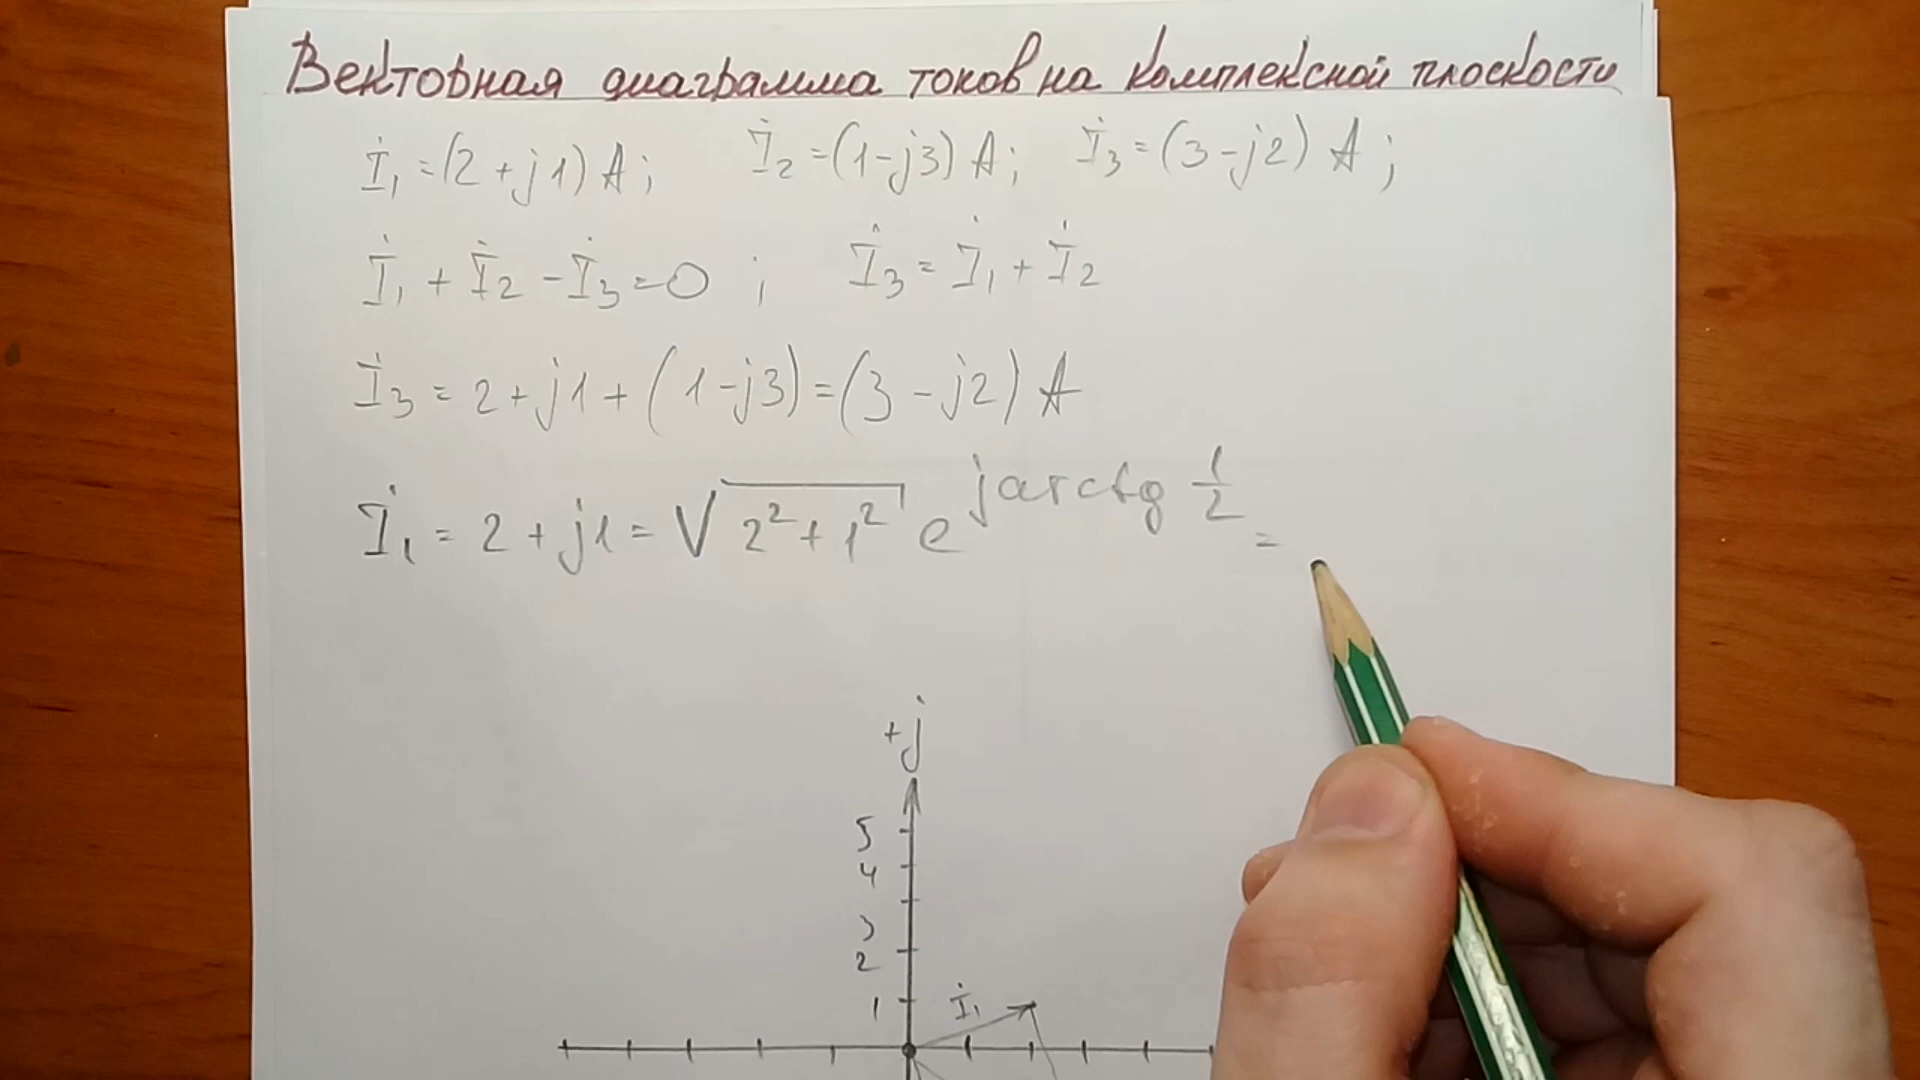 Векторная диаграмма токов на комплексной плоскости
İ₁ = (2 + j1) A; İ₂ = (1 - j3) A; İ₃ = (3 - j2) A;
İ₁ + İ₂ - İ₃ = 0 ; İ₃ = İ₁ + İ₂
İ₃ = 2 + j1 + (1 - j3) = (3 - j2) A
İ₁ = 2 + j1 = √(2² + 1²) e^(j arctg 1/2) =
+j
5
4
3
2
1 İ₁